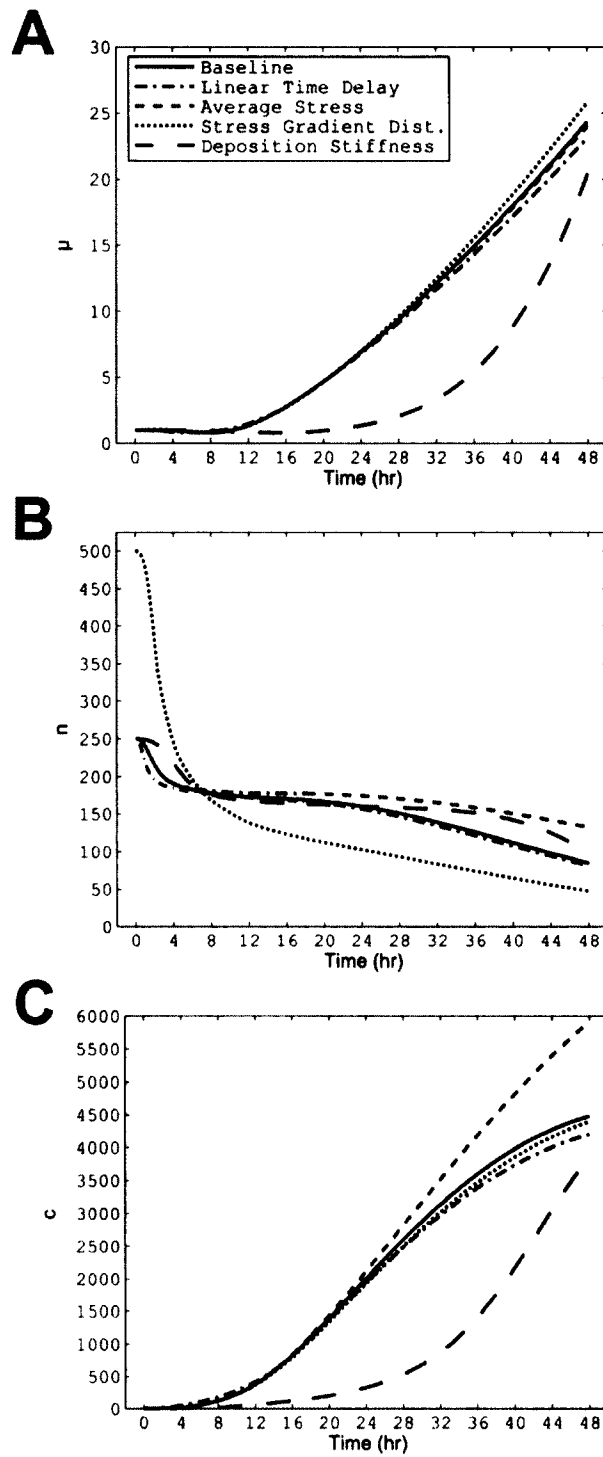 A
30
25
20
15
10
5
0
μ
Baseline
Linear Time Delay
Average Stress
Stress Gradient Dist.
Deposition Stiffness
0 4 8 12 16 20 24 28 32 36 40 44 48
Time (hr)
B
500
450
400
350
300
250
200
150
100
50
0
n
0 4 8 12 16 20 24 28 32 36 40 44 48
Time (hr)
C
6000
5500
5000
4500
4000
3500
3000
2500
2000
1500
1000
500
0
c
0 4 8 12 16 20 24 28 32 36 40 44 48
Time (hr)